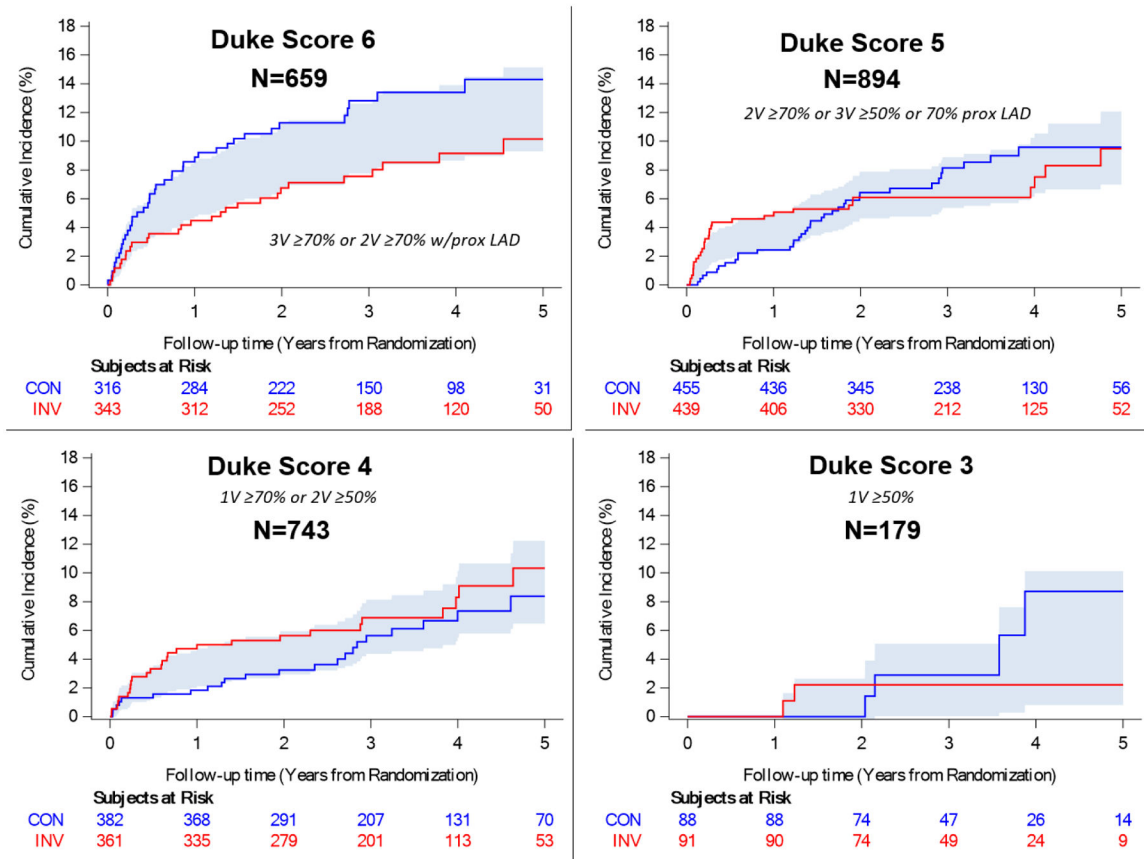 18
16
14
12
10
8
6
4
2
0
Cumulative Incidence (%)
Duke Score 6
N=659
3V ≥70% or 2V ≥70% w/prox LAD
0 1 2 3 4 5
Follow-up time (Years from Randomization)
Subjects at Risk
CON 316 284 222 150 98 31
INV 343 312 252 188 120 50
18
16
14
12
10
8
6
4
2
0
Cumulative Incidence (%)
Duke Score 5
N=894
2V ≥70% or 3V ≥50% or 70% prox LAD
0 1 2 3 4 5
Follow-up time (Years from Randomization)
Subjects at Risk
CON 455 436 345 238 130 56
INV 439 406 330 212 125 52
18
16
14
12
10
8
6
4
2
0
Cumulative Incidence (%)
Duke Score 4
1V ≥70% or 2V ≥50%
N=743
0 1 2 3 4 5
Follow-up time (Years from Randomization)
Subjects at Risk
CON 382 368 291 207 131 70
INV 361 335 279 201 113 53
18
16
14
12
10
8
6
4
2
0
Cumulative Incidence (%)
Duke Score 3
1V ≥50%
N=179
0 1 2 3 4 5
Follow-up time (Years from Randomization)
Subjects at Risk
CON 88 88 74 47 26 14
INV 91 90 74 49 24 9